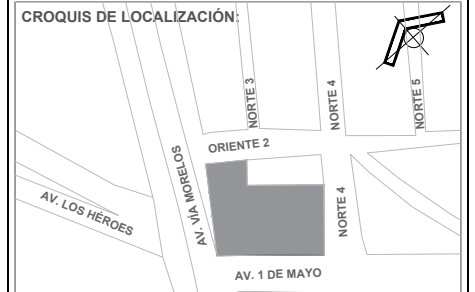 CROQUIS DE LOCALIZACIÓN:
NORTE 3
NORTE 4
NORTE 5
ORIENTE 2
AV. VÍA MORELOS
AV. LOS HÉROES
NORTE 4
AV. 1 DE MAYO